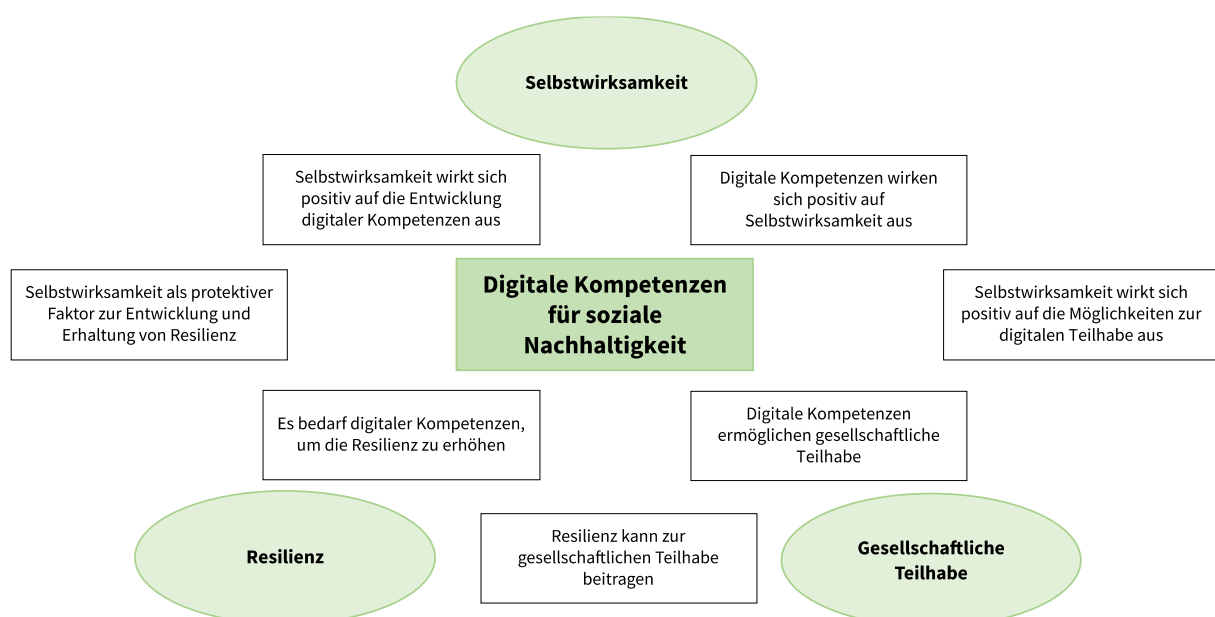 Selbstwirksamkeit
Selbstwirksamkeit wirkt sich
positiv auf die Entwicklung
digitaler Kompetenzen aus
Digitale Kompetenzen wirken
sich positiv auf
Selbstwirksamkeit aus
Selbstwirksamkeit als protektiver
Faktor zur Entwicklung und
Erhaltung von Resilienz
Digitale Kompetenzen
für soziale
Nachhaltigkeit
Selbstwirksamkeit wirkt sich
positiv auf die Möglichkeiten zur
digitalen Teilhabe aus
Es bedarf digitaler Kompetenzen,
um die Resilienz zu erhöhen
Digitale Kompetenzen
ermöglichen gesellschaftliche
Teilhabe
Resilienz
Resilienz kann zur
gesellschaftlichen Teilhabe
beitragen
Gesellschaftliche
Teilhabe